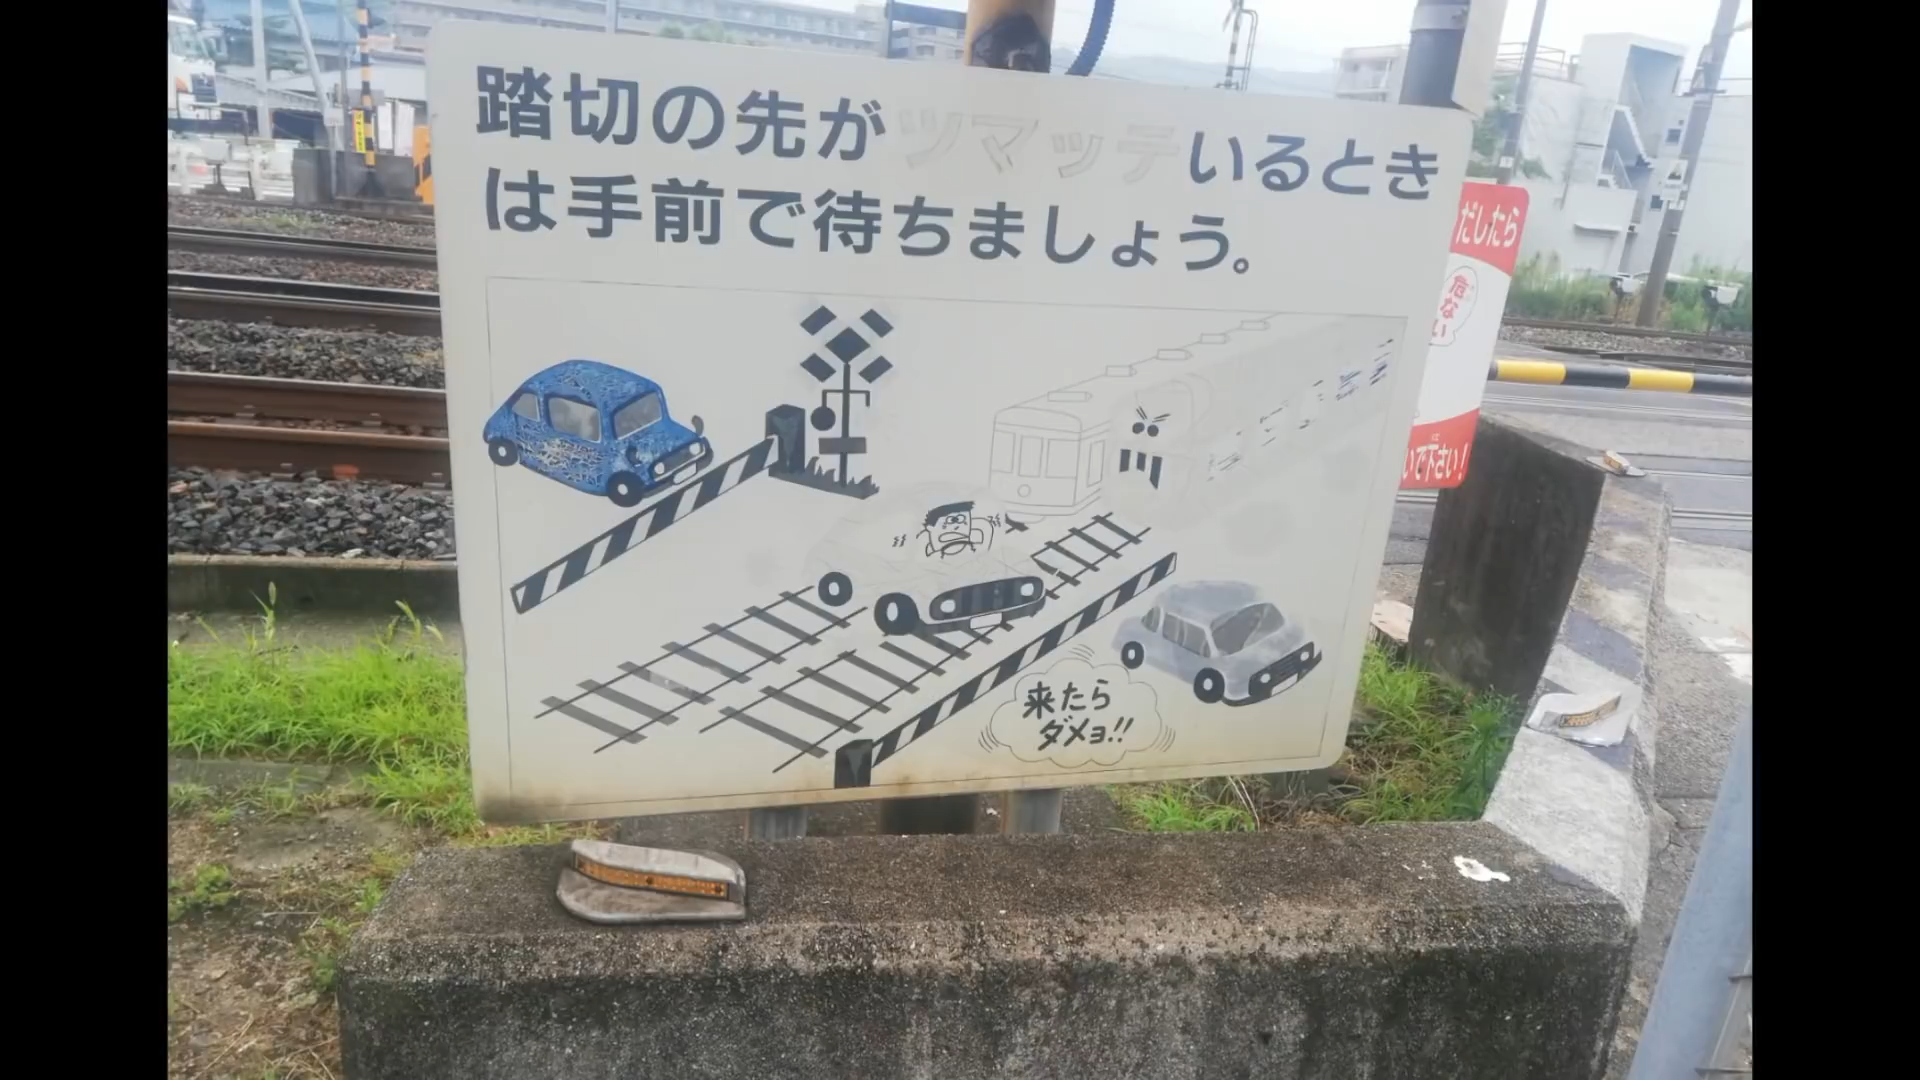 踏切の先がツマッテいるとき
は手前で待ちましょう。
来たら
ダメョ!!
だしたら
危ない
いで下さい!